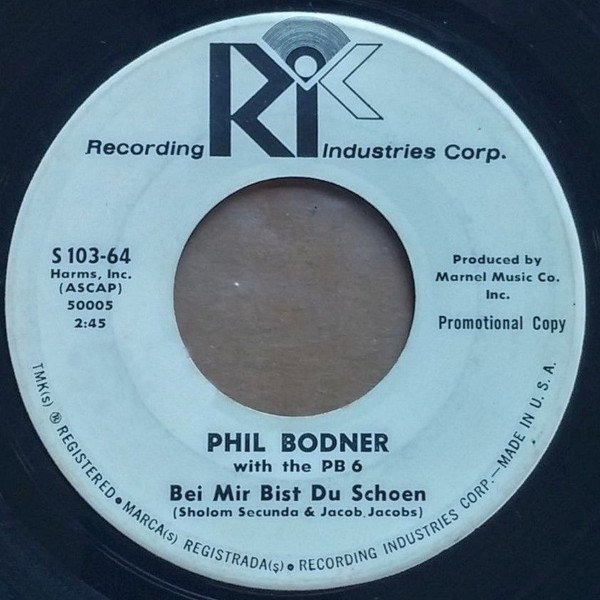 RIC
Recording Industries Corp.
S 103-64
Harms, Inc.
(ASCAP)
50005
2:45
Produced by
Marnel Music Co.
Inc.
Promotional Copy
PHIL BODNER
with the PB 6
Bei Mir Bist Du Schoen
(Sholom Secunda & Jacob Jacobs)
TMK(s) ® REGISTERED • MARCA(s) REGISTRADA(s) • RECORDING INDUSTRIES CORP.—MADE IN U. S. A.